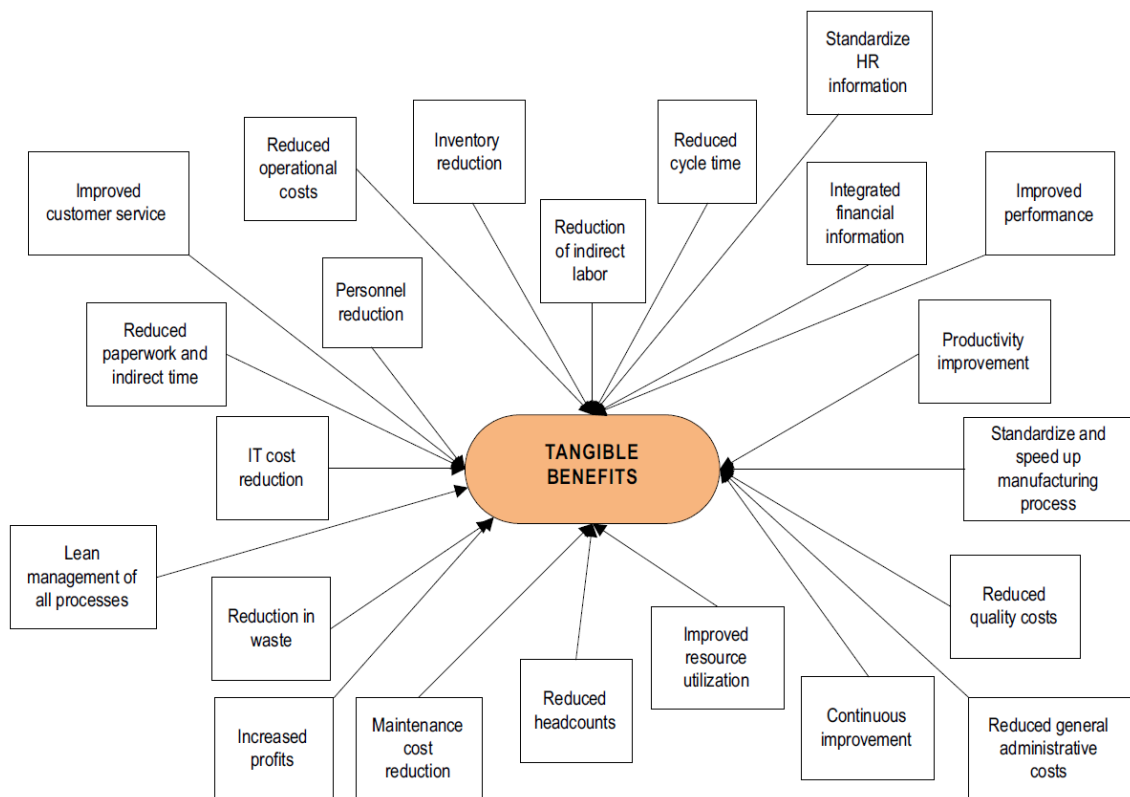 Standardize
HR
information
Reduced
operational
costs
Inventory
reduction
Reduced
cycle time
Improved
customer service
Integrated
financial
information
Improved
performance
Reduction
of indirect
labor
Personnel
reduction
Reduced
paperwork and
indirect time
Productivity
improvement
IT cost
reduction
TANGIBLE
BENEFITS
Standardize and
speed up
manufacturing
process
Lean
management of
all processes
Reduction in
waste
Reduced
quality costs
Improved
resource
utilization
Increased
profits
Maintenance
cost
reduction
Reduced
headcounts
Continuous
improvement
Reduced general
administrative
costs